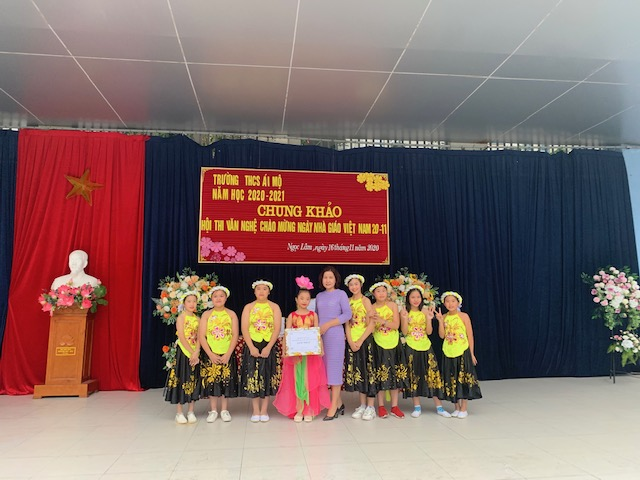 TRƯỜNG THCS ÁI MỘ
NĂM HỌC 2020-2021
CHUNG KHẢO
HỘI THI VĂN NGHỆ CHÀO MỪNG NGÀY NHÀ GIÁO VIỆT NAM 20-11
Ngọc Lâm, ngày 16 tháng 11 năm 2020